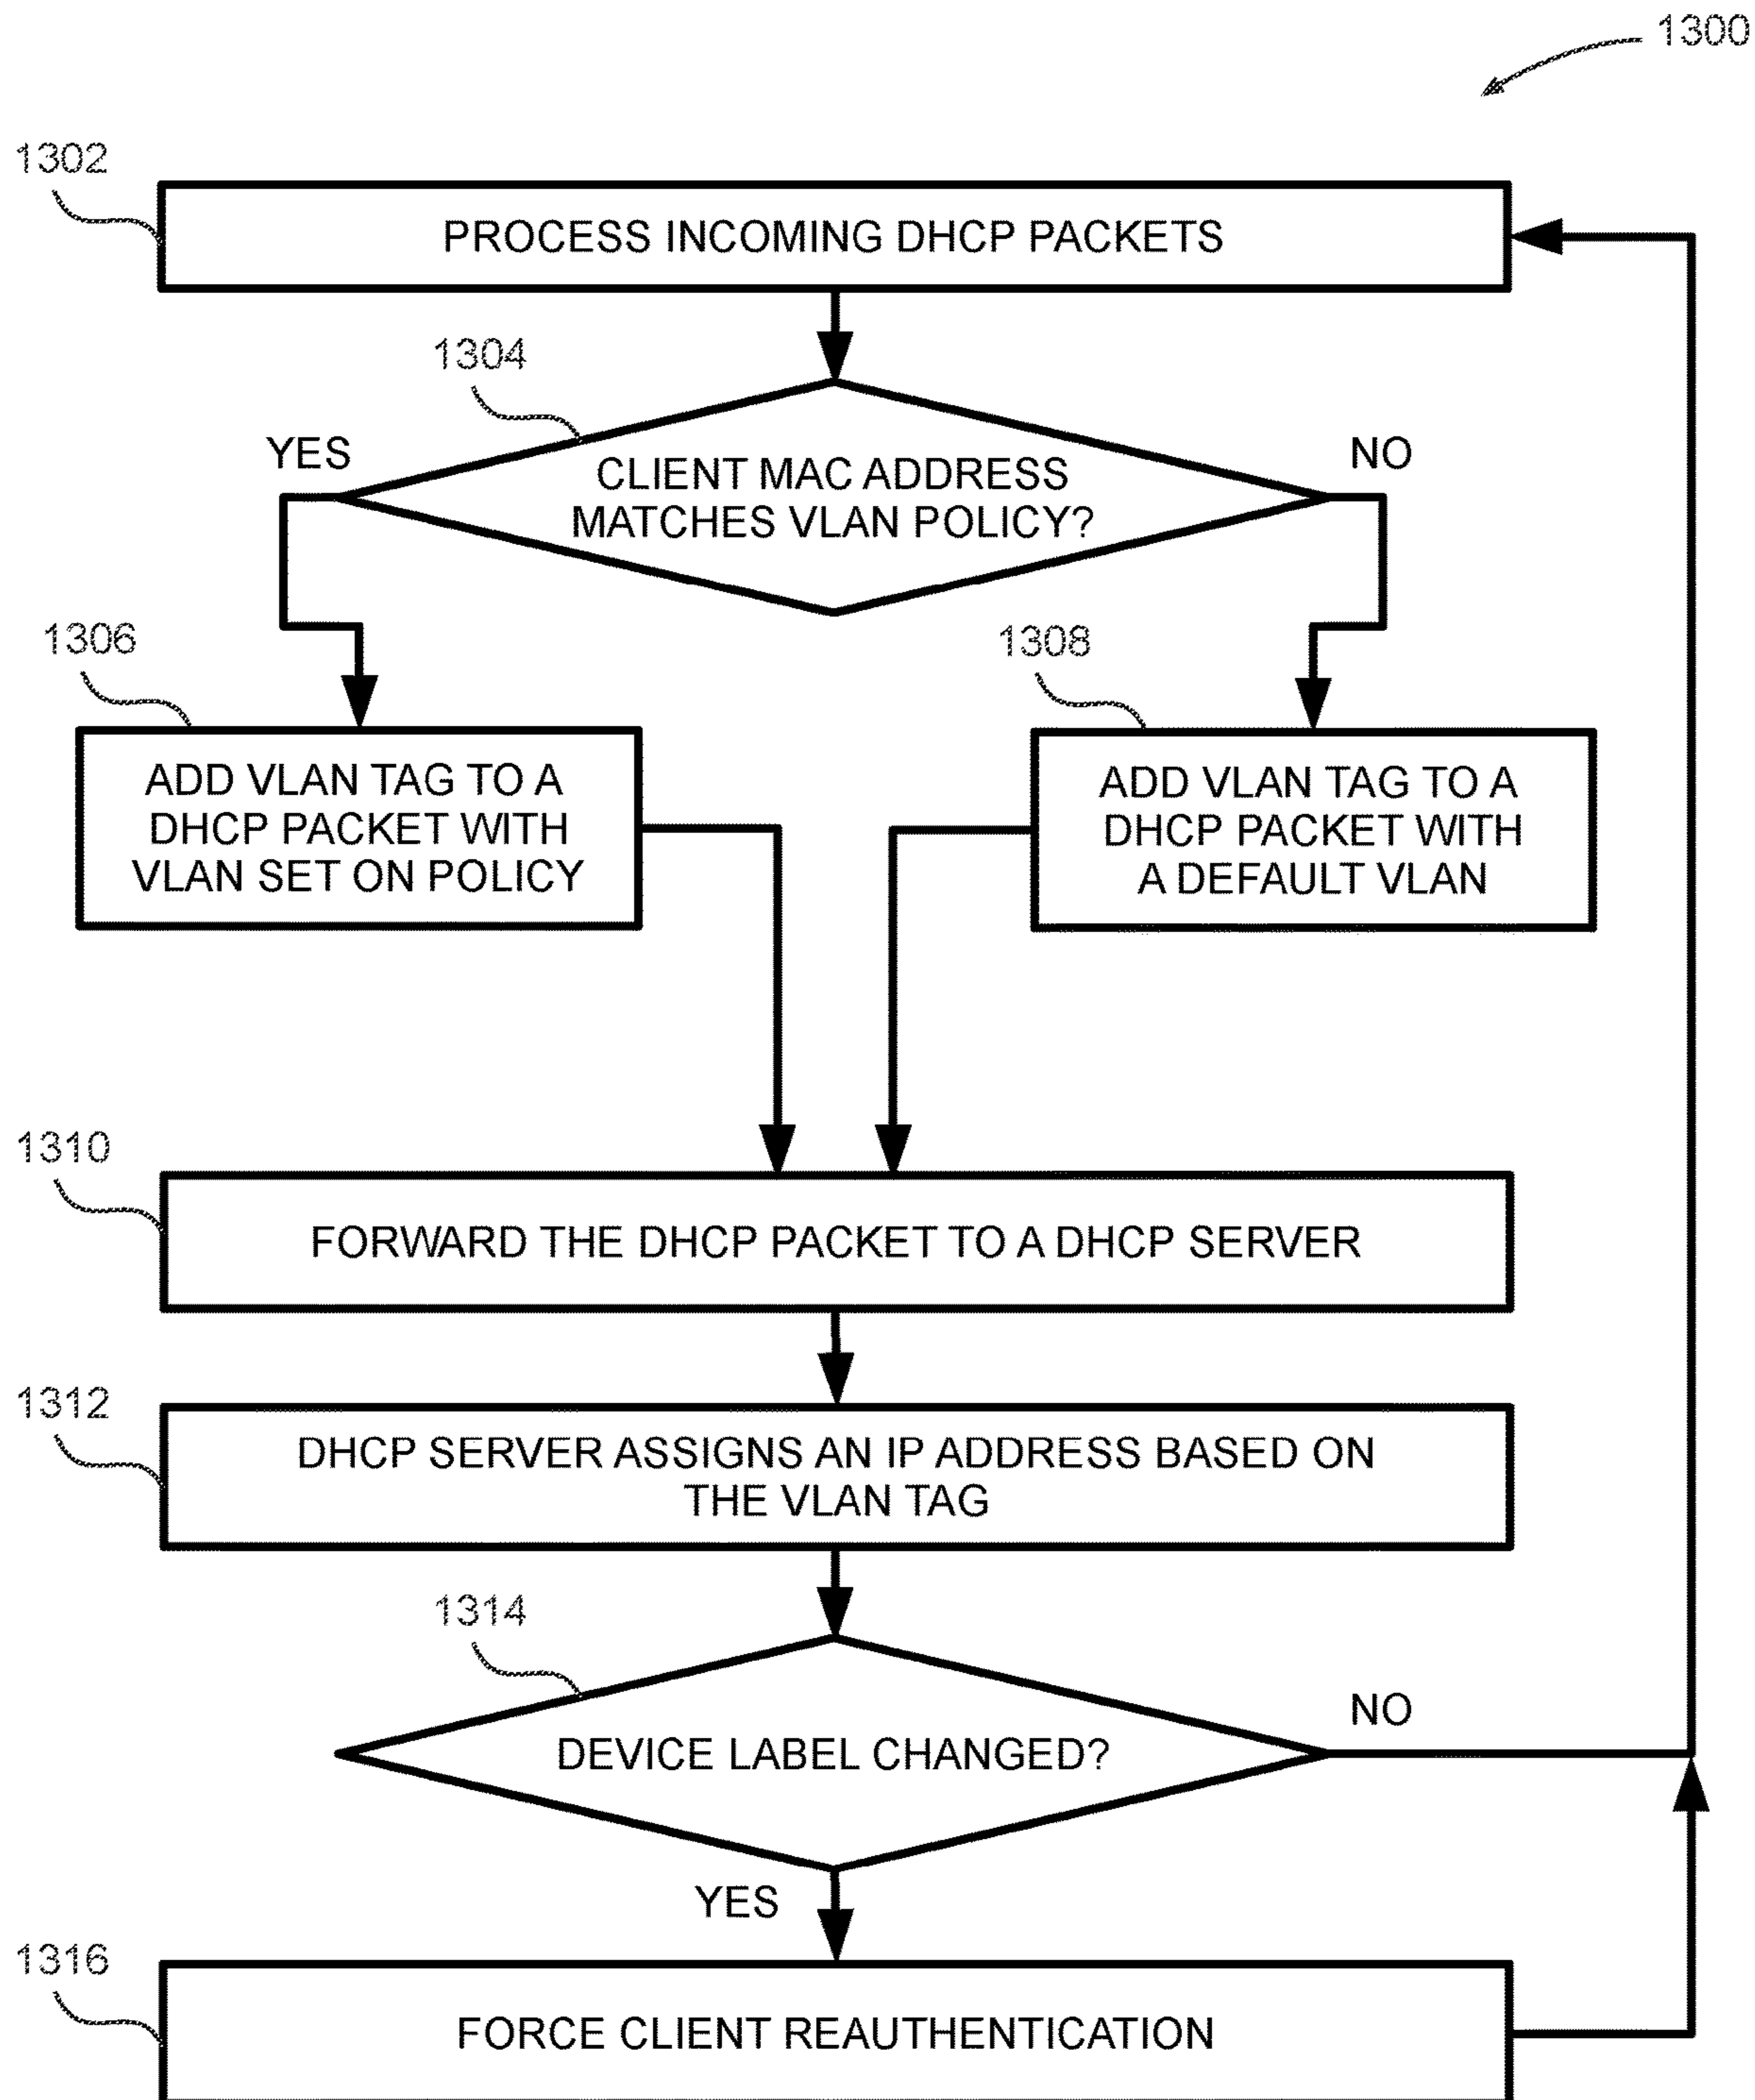 1300
1302
PROCESS INCOMING DHCP PACKETS
1304
YES
NO
CLIENT MAC ADDRESS
MATCHES VLAN POLICY?
1306
1308
ADD VLAN TAG TO A
DHCP PACKET WITH
VLAN SET ON POLICY
ADD VLAN TAG TO A
DHCP PACKET WITH
A DEFAULT VLAN
1310
FORWARD THE DHCP PACKET TO A DHCP SERVER
1312
DHCP SERVER ASSIGNS AN IP ADDRESS BASED ON
THE VLAN TAG
1314
NO
DEVICE LABEL CHANGED?
YES
1316
FORCE CLIENT REAUTHENTICATION